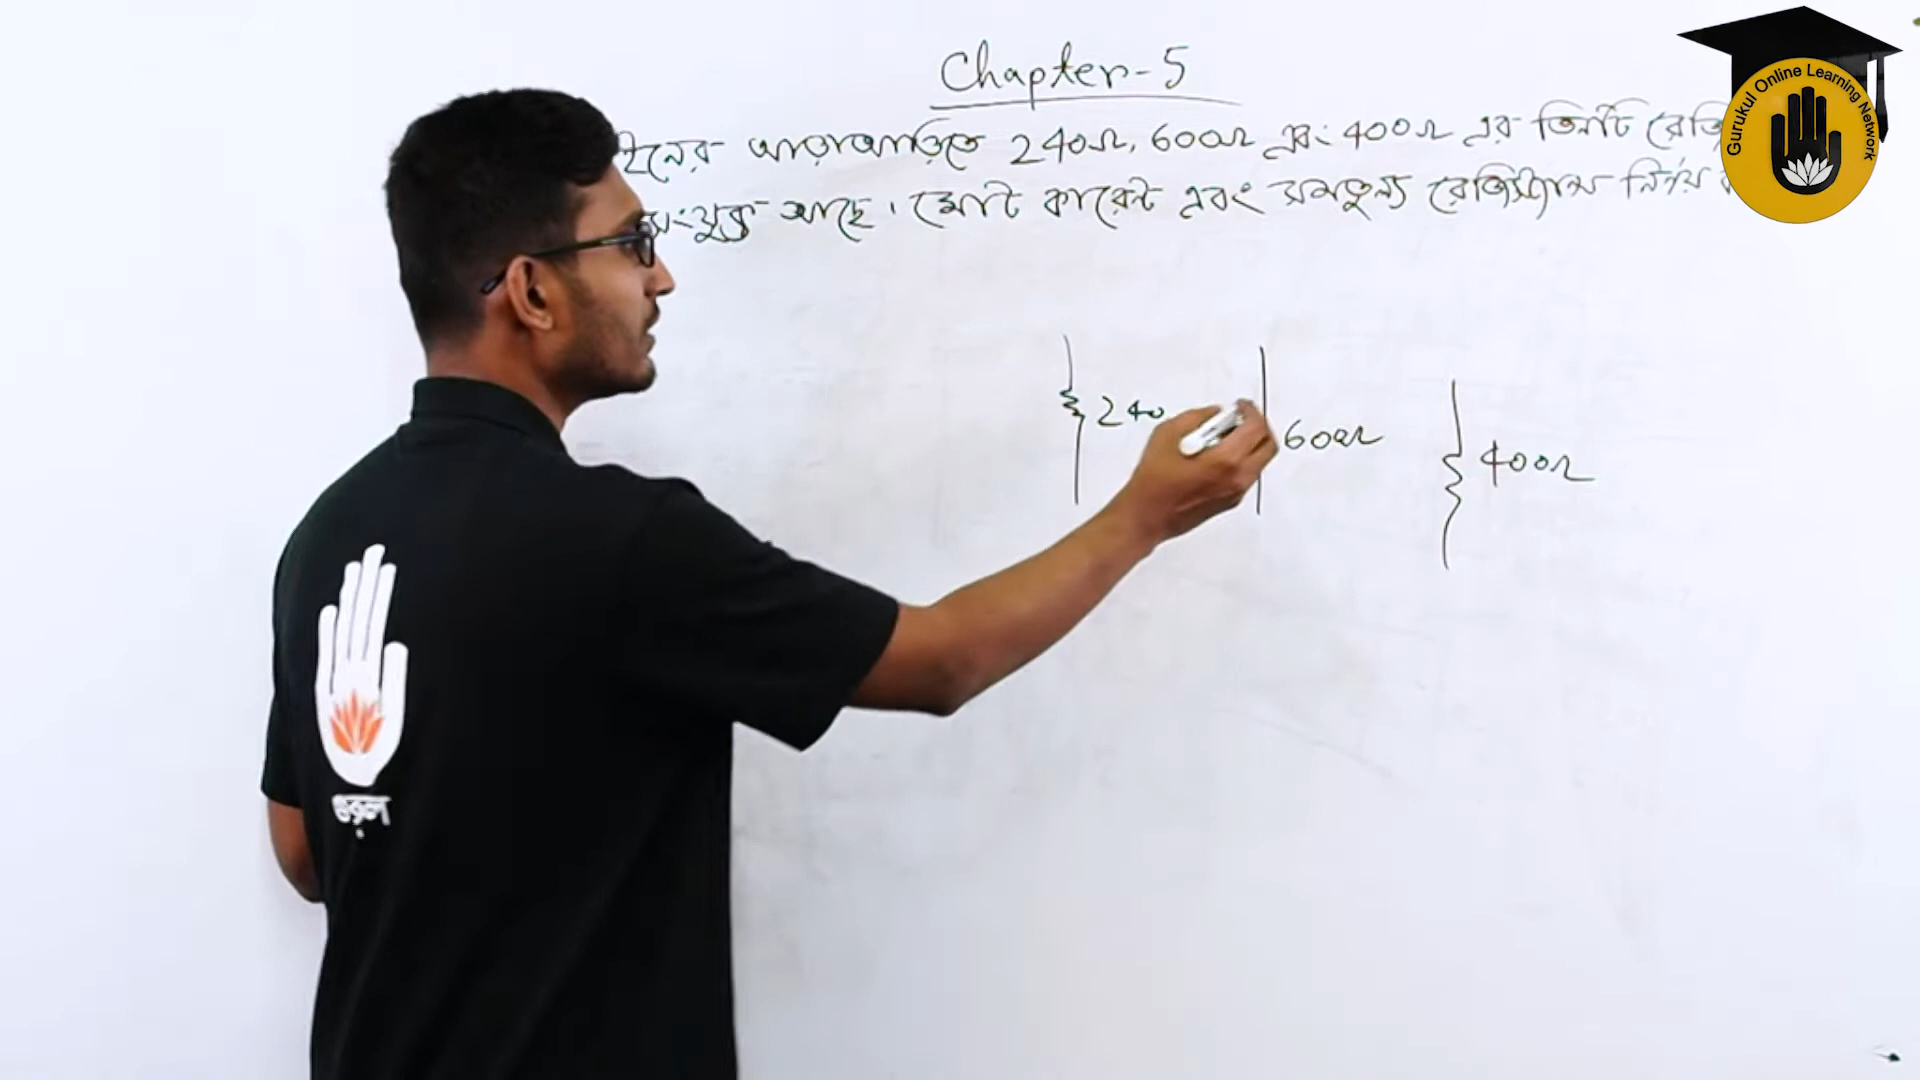 Chapter-5
আড়াআড়িতে 240Ω, 600Ω এবং 400Ω এর তিনটি
সংযুক্ত আছে। মোট কারেন্ট এবং সমতুল্য রেজিস্ট্যান্স নির্ণয়
240
600Ω
400Ω
Gurukul Online Learning Network
গুরুকুল